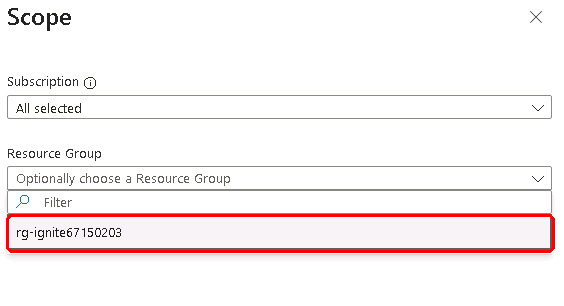 Scope
Subscription
All selected
Resource Group
Optionally choose a Resource Group
Filter
rg-ignite67150203